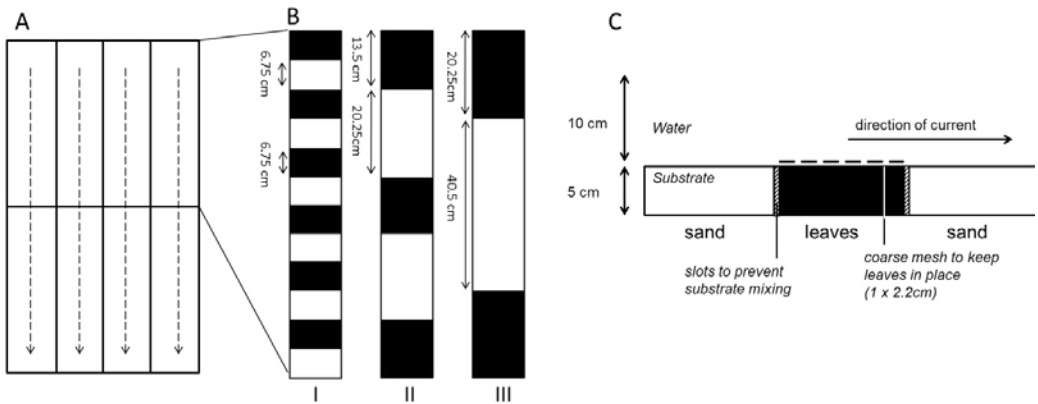 A
B
C
6.75 cm
6.75 cm
13.5 cm
20.25cm
20.25cm
40.5 cm
I
II
III
10 cm
Water
direction of current
5 cm
Substrate
sand
leaves
sand
slots to prevent
substrate mixing
coarse mesh to keep
leaves in place
(1 x 2.2cm)